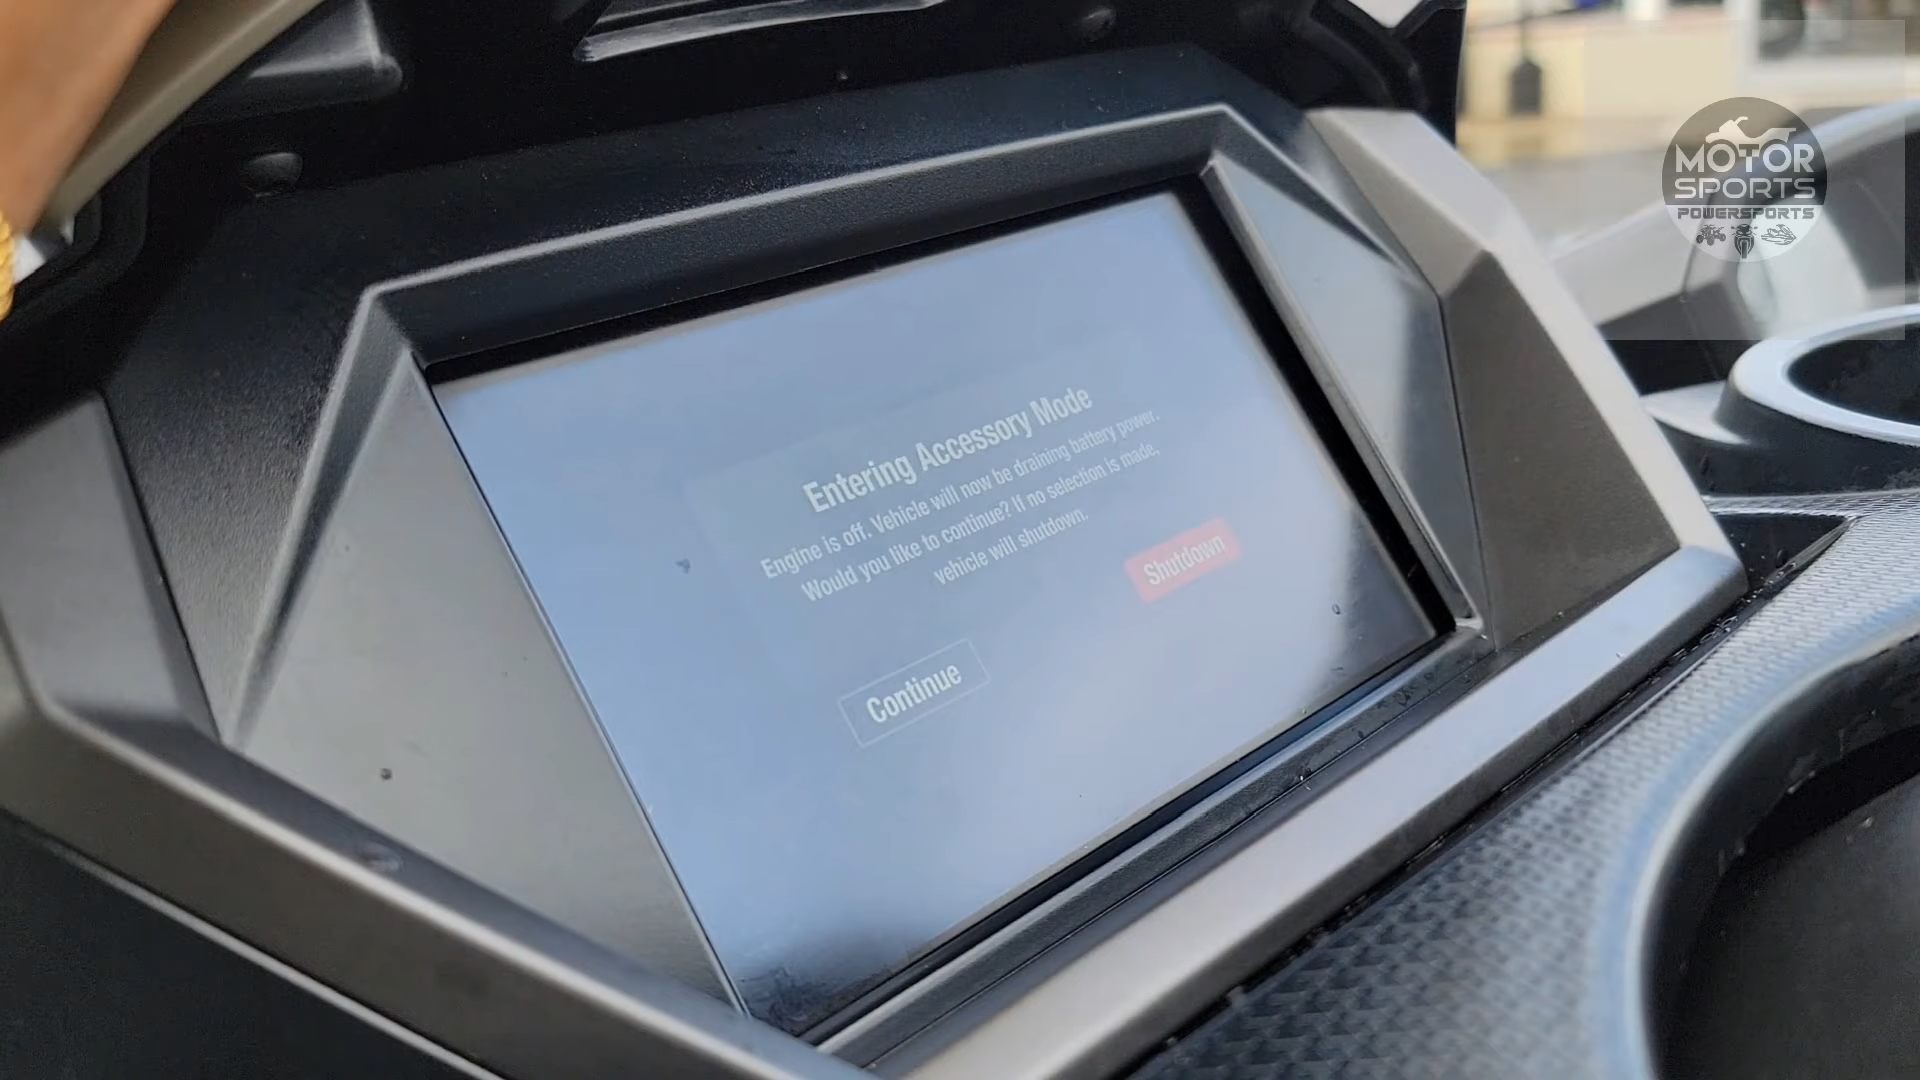 MOTOR
SPORTS
POWERSPORTS
Entering Accessory Mode
Engine is off. Vehicle will now be draining battery power.
Would you like to continue? If no selection is made,
vehicle will shutdown.
Shutdown
Continue